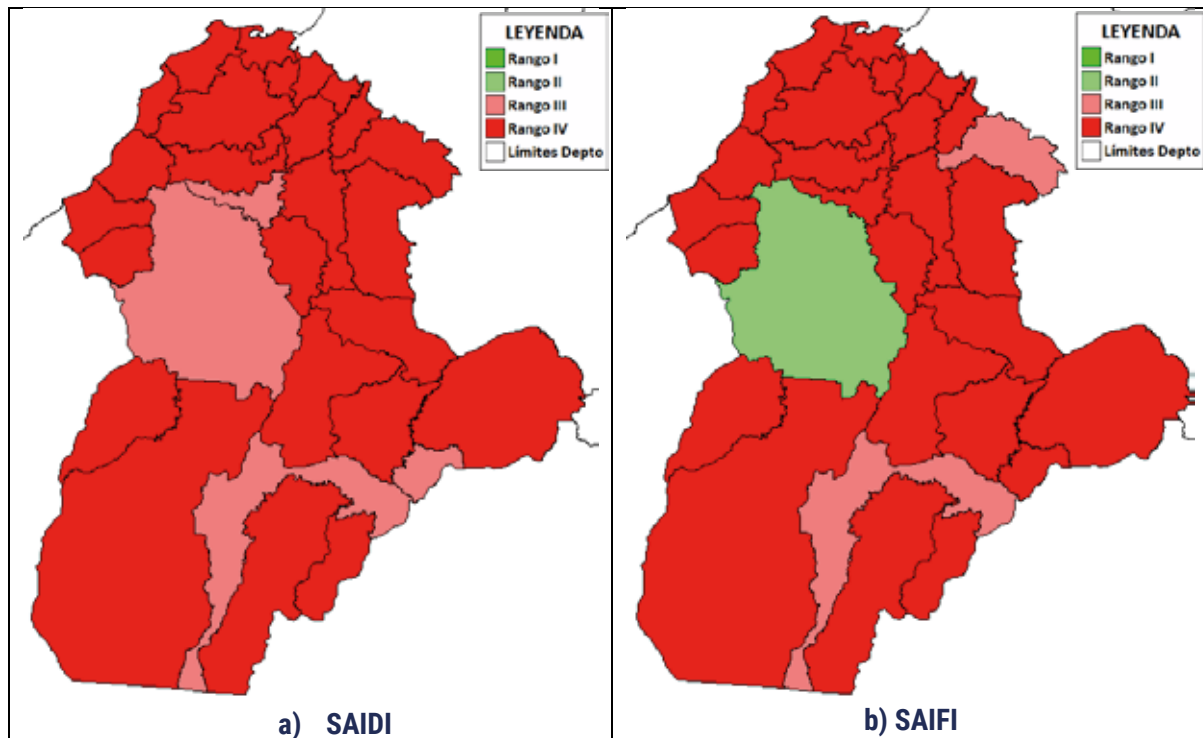 LEYENDA
Rango I
Rango II
Rango III
Rango IV
Límites Depto
a) SAIDI
LEYENDA
Rango I
Rango II
Rango III
Rango IV
Límites Depto
b) SAIFI